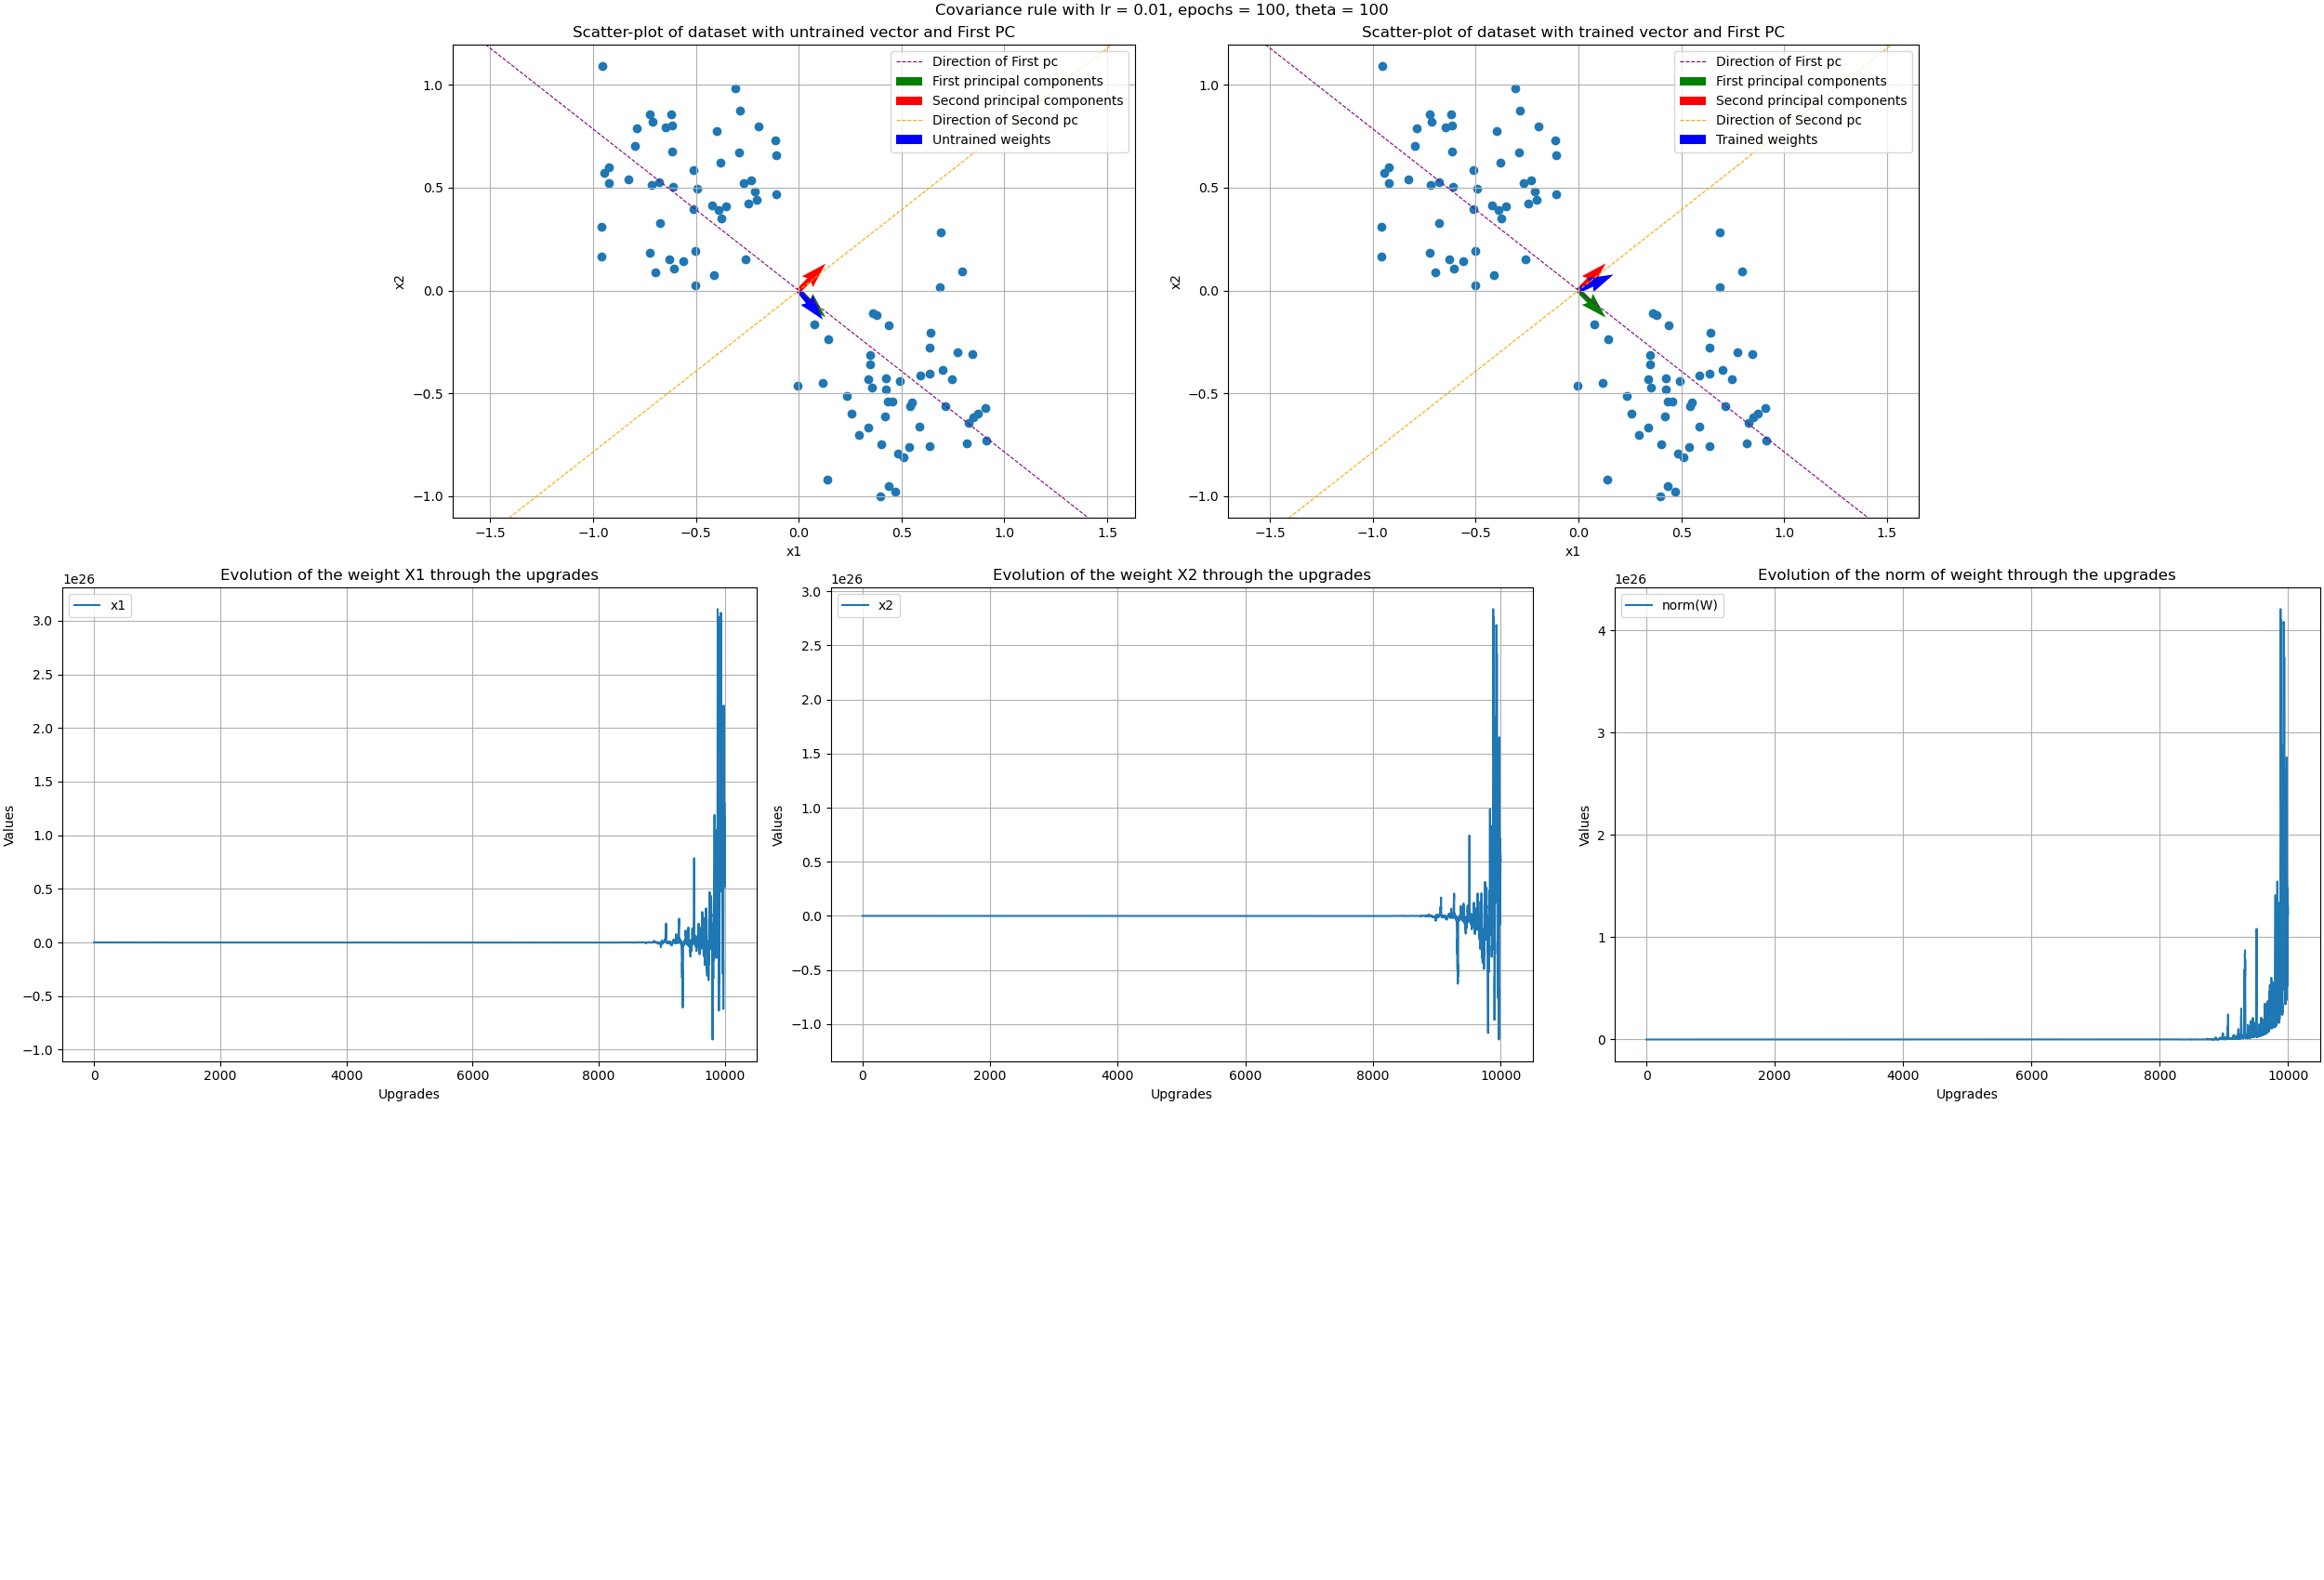 Covariance rule with lr = 0.01, epochs = 100, theta = 100
Scatter-plot of dataset with untrained vector and First PC
Direction of First pc
First principal components
Second principal components
Direction of Second pc
Untrained weights
1.0
0.5
0.0
−0.5
−1.0
x2
−1.5
−1.0
−0.5
0.0
0.5
1.0
1.5
x1
Scatter-plot of dataset with trained vector and First PC
Direction of First pc
First principal components
Second principal components
Direction of Second pc
Trained weights
1.0
0.5
0.0
−0.5
−1.0
x2
−1.5
−1.0
−0.5
0.0
0.5
1.0
1.5
x1
Evolution of the weight X1 through the upgrades
1e26
x1
3.0
2.5
2.0
1.5
1.0
0.5
0.0
−0.5
−1.0
Values
0
2000
4000
6000
8000
10000
Upgrades
Evolution of the weight X2 through the upgrades
1e26
x2
3.0
2.5
2.0
1.5
1.0
0.5
0.0
−0.5
−1.0
Values
0
2000
4000
6000
8000
10000
Upgrades
Evolution of the norm of weight through the upgrades
1e26
norm(W)
4
3
2
1
0
Values
0
2000
4000
6000
8000
10000
Upgrades